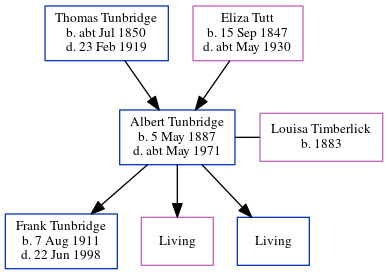 Thomas Tunbridge
b. abt Jul 1850
d. 23 Feb 1919
Eliza Tutt
b. 15 Sep 1847
d. abt May 1930
Albert Tunbridge
b. 5 May 1887
d. abt May 1971
Louisa Timberlick
b. 1883
Frank Tunbridge
b. 7 Aug 1911
d. 22 Jun 1998
Living
Living